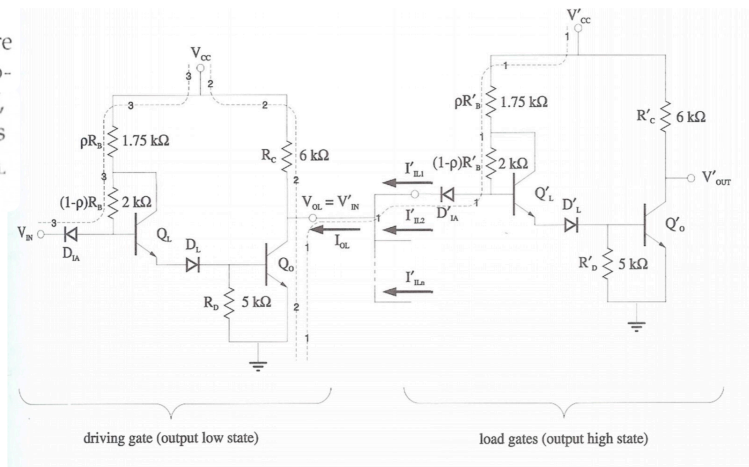 re
o-
,
s
V_CC
3
2
3
2
ρR_B
1.75 kΩ
R_C
6 kΩ
3
2
(1-ρ)R_B
2 kΩ
V_IN
3
D_IA
Q_L
D_L
Q_O
R_D
5 kΩ
2
1
V_OL = V'_IN
I_OL
1
1
I'_IL1
I'_IL2
I'_ILn
V'_CC
1
1
ρR'_B
1.75 kΩ
R'_C
6 kΩ
1
(1-ρ)R'_B
2 kΩ
D'_IA
1
Q'_L
D'_L
V'_OUT
Q'_O
R'_D
5 kΩ
driving gate (output low state)
load gates (output high state)